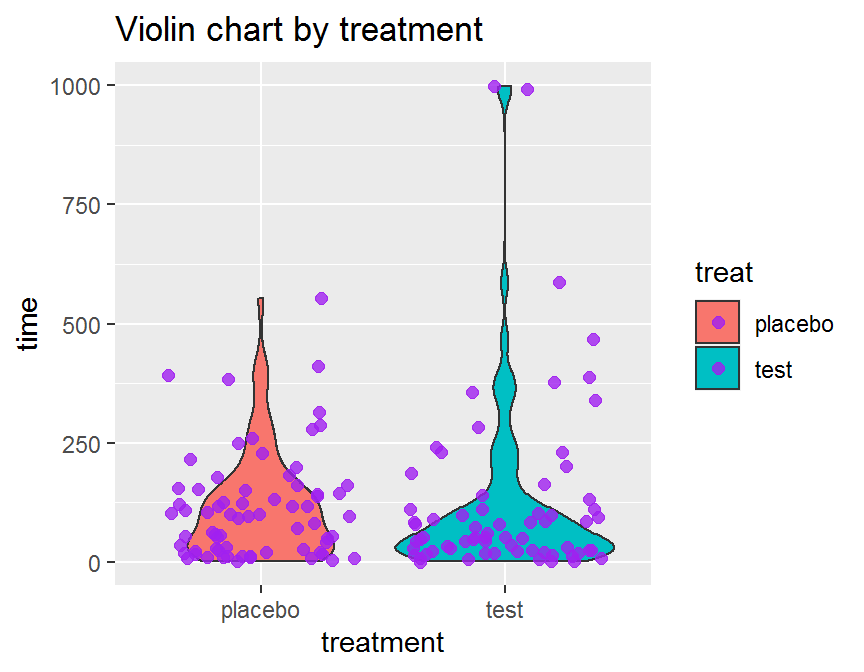 Violin chart by treatment
1000
750
500
250
0
time
placebo
test
treatment
treat
placebo
test